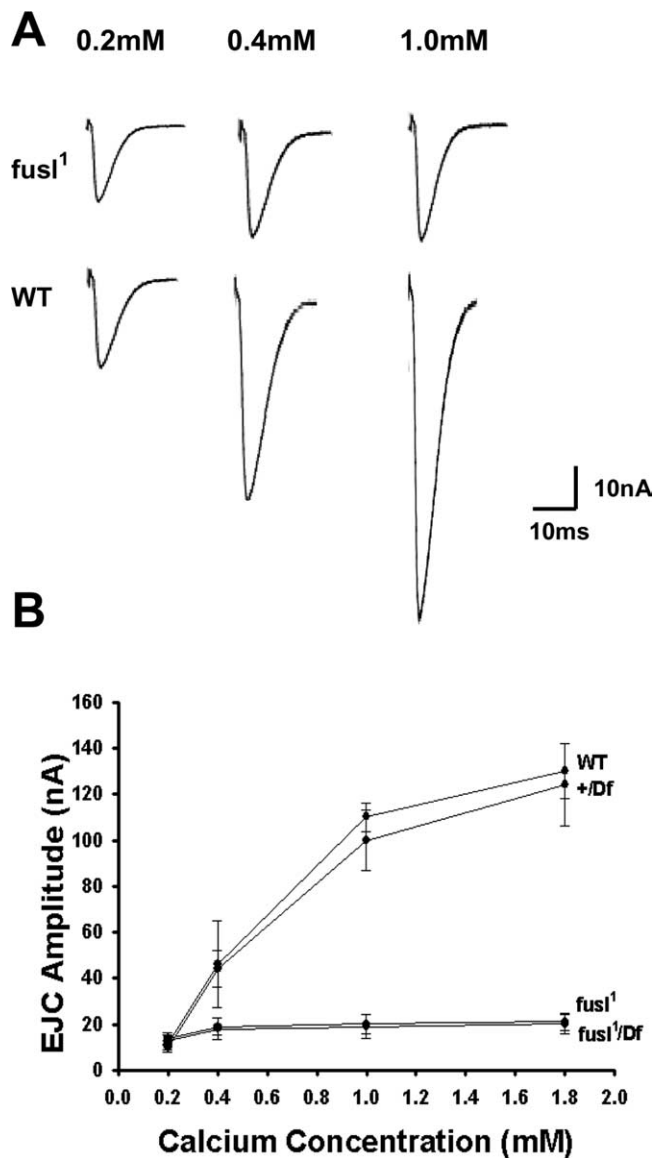 A
0.2mM 0.4mM 1.0mM
fusl¹
WT
10nA
10ms
B
EJC Amplitude (nA)
160
140
120
100
80
60
40
20
0
WT
+/Df
fusl¹
fusl¹/Df
0.0 0.2 0.4 0.6 0.8 1.0 1.2 1.4 1.6 1.8 2.0
Calcium Concentration (mM)